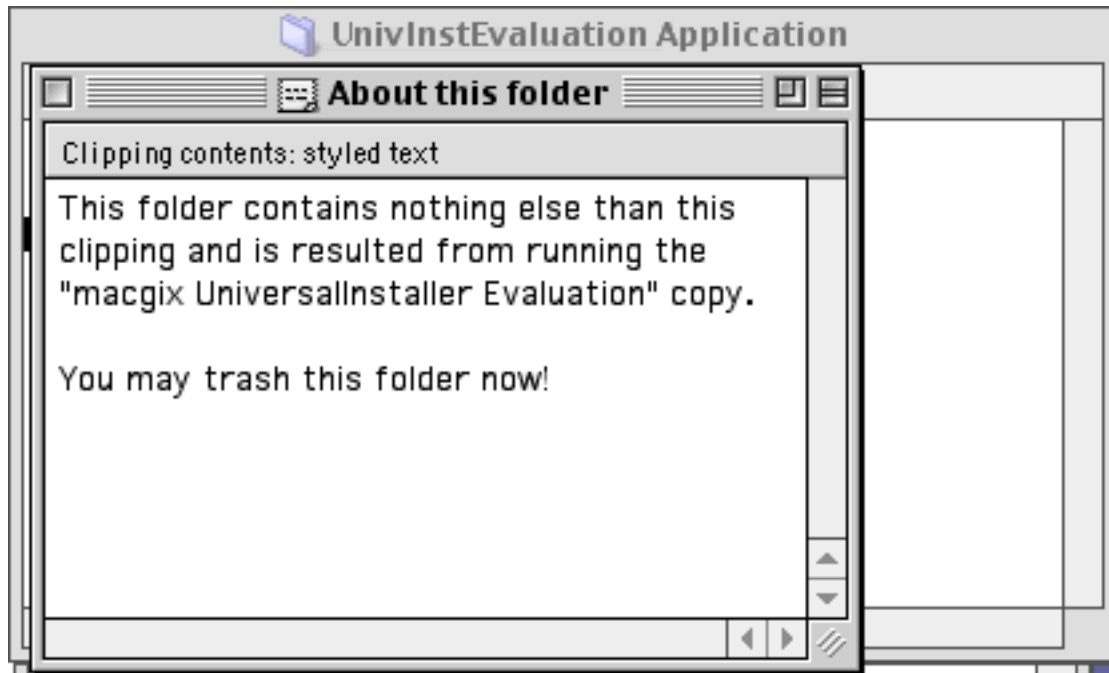 UnivInstEvaluation Application
About this folder
Clipping contents: styled text
This folder contains nothing else than this
clipping and is resulted from running the
"macgix UniversalInstaller Evaluation" copy.
You may trash this folder now!